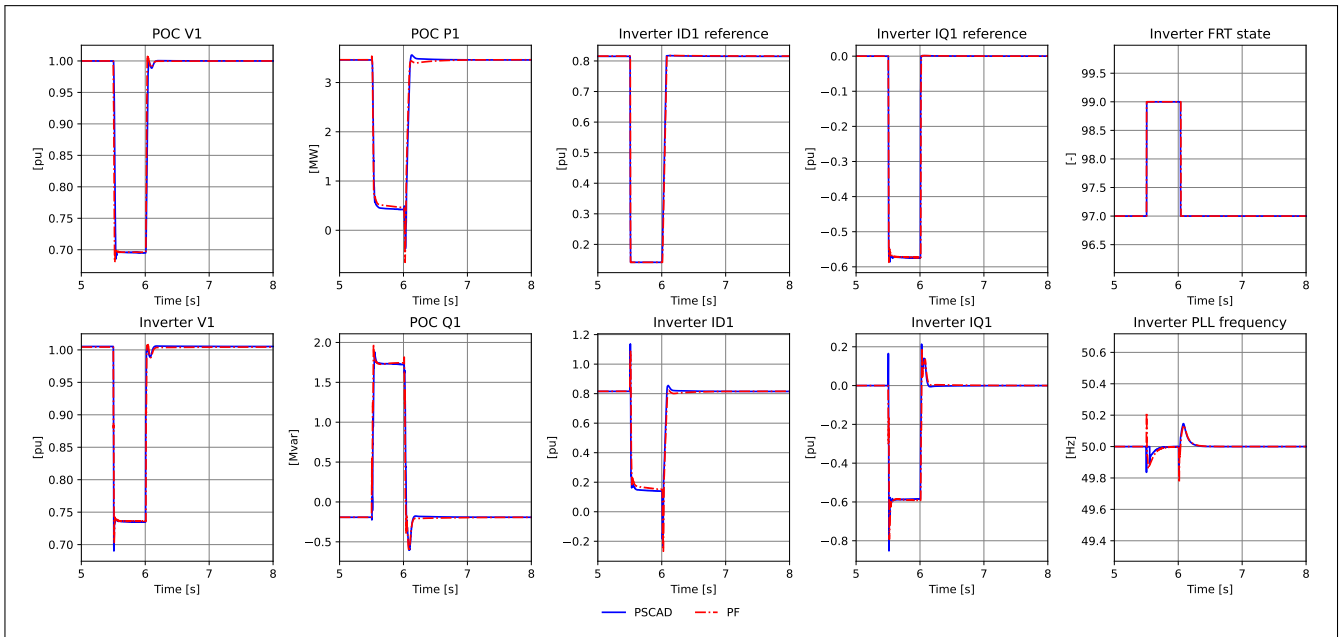 POC V1
POC P1
Inverter ID1 reference
Inverter IQ1 reference
Inverter FRT state
1.00
0.95
0.90
0.85
0.80
0.75
0.70
[pu]
5 6 7 8
Time [s]
3
2
1
0
[MW]
5 6 7 8
Time [s]
0.8
0.7
0.6
0.5
0.4
0.3
0.2
[pu]
5 6 7 8
Time [s]
0.0
−0.1
−0.2
−0.3
−0.4
−0.5
−0.6
[pu]
5 6 7 8
Time [s]
99.5
99.0
98.5
98.0
97.5
97.0
96.5
[-]
5 6 7 8
Time [s]
Inverter V1
POC Q1
Inverter ID1
Inverter IQ1
Inverter PLL frequency
1.00
0.95
0.90
0.85
0.80
0.75
0.70
[pu]
5 6 7 8
Time [s]
2.0
1.5
1.0
0.5
0.0
−0.5
[Mvar]
5 6 7 8
Time [s]
1.2
1.0
0.8
0.6
0.4
0.2
0.0
−0.2
[pu]
5 6 7 8
Time [s]
0.2
0.0
−0.2
−0.4
−0.6
−0.8
[pu]
5 6 7 8
Time [s]
50.6
50.4
50.2
50.0
49.8
49.6
49.4
[Hz]
5 6 7 8
Time [s]
PSCAD PF